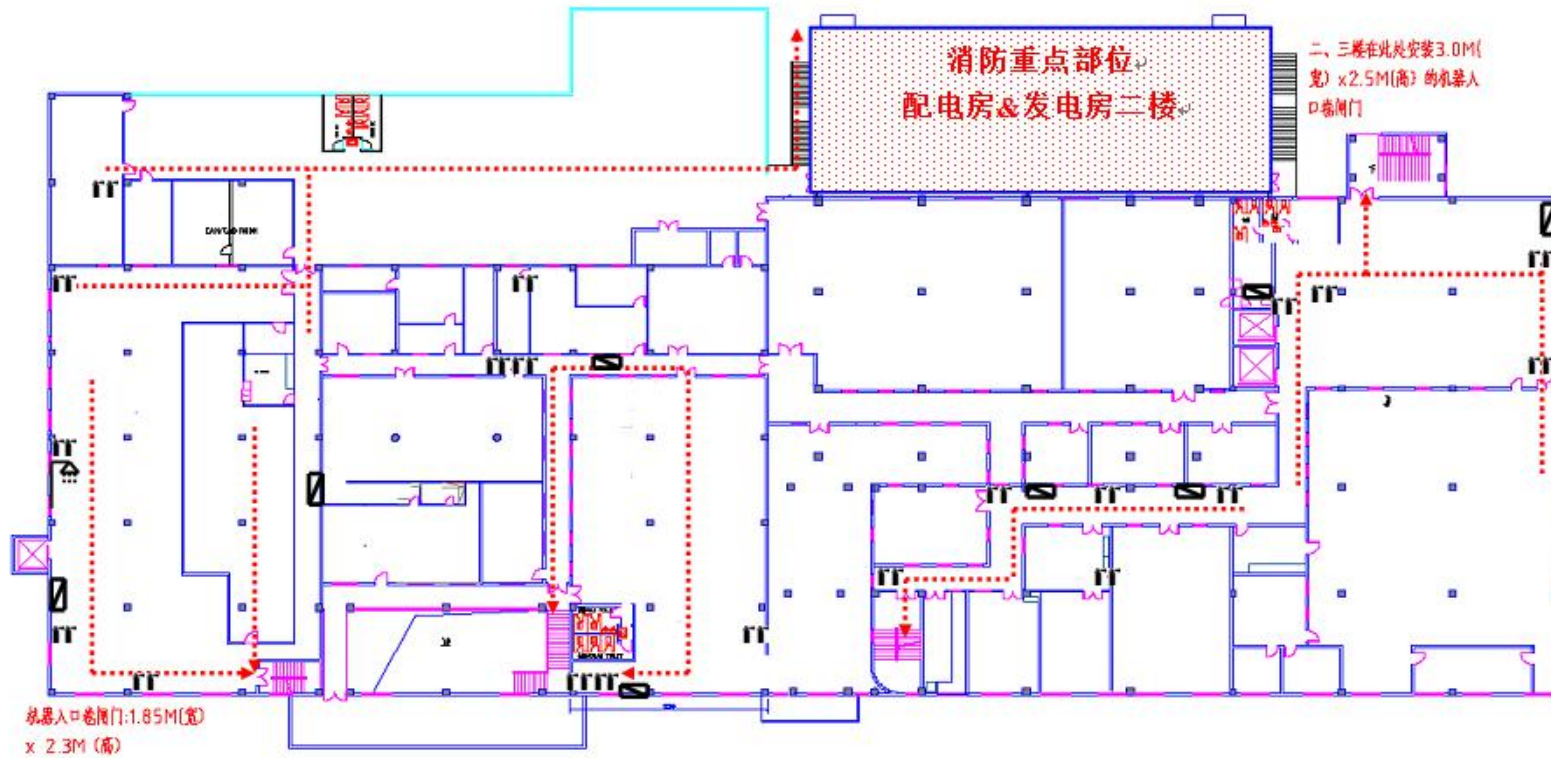 消防重点部位
配电房&发电房二楼
二、三楼在此处安装3.0M(
宽) x2.5M(高) 的机器入
口卷闸门
机器入口卷闸门:1.85M(宽)
x 2.3M (高)